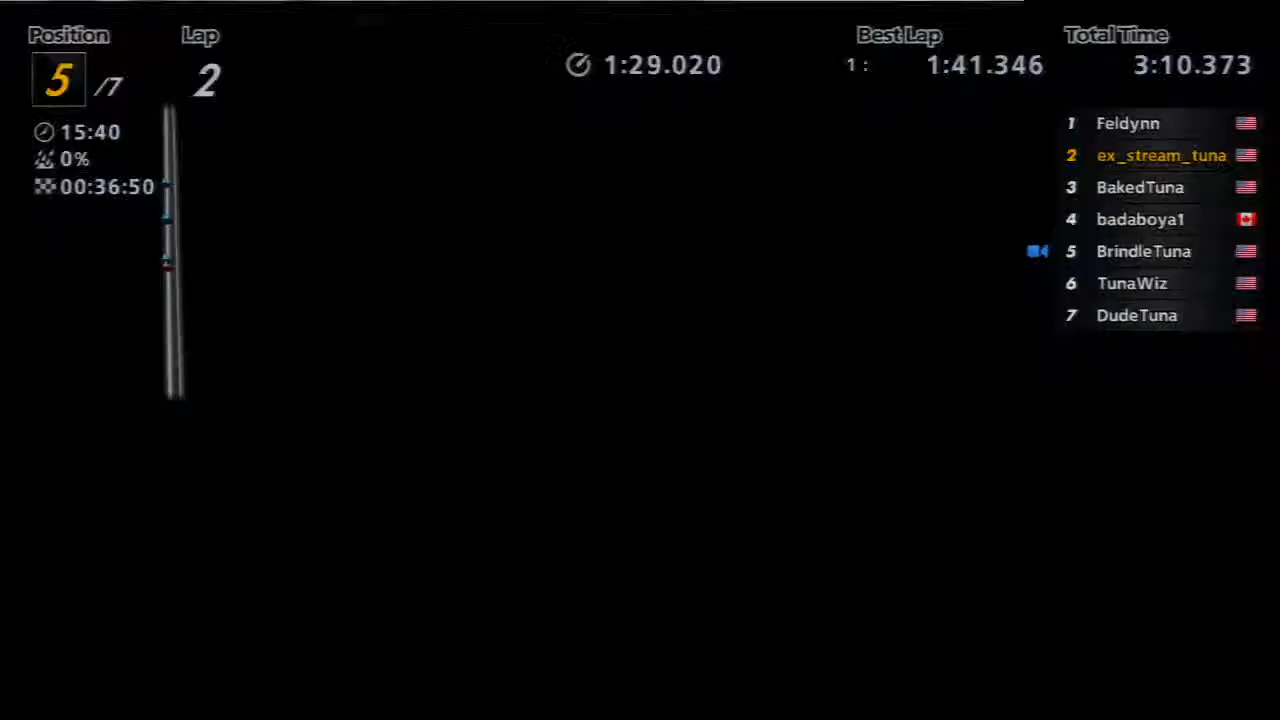 Position Lap Best Lap Total Time
5 /7 2 1:29.020 1: 1:41.346 3:10.373
15:40
0%
00:36:50
1 Feldynn
2 ex_stream_tuna
3 BakedTuna
4 badaboya1
5 BrindleTuna
6 TunaWiz
7 DudeTuna